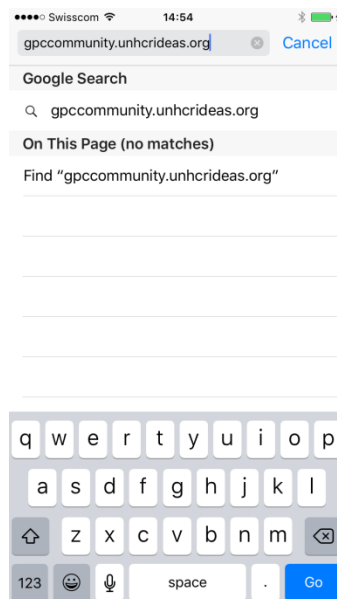 Swisscom 14:54
gpccommunity.unhcrideas.org Cancel
Google Search
gpccommunity.unhcrideas.org
On This Page (no matches)
Find “gpccommunity.unhcrideas.org”
q w e r t y u i o p
a s d f g h j k l
z x c v b n m
123 space . Go